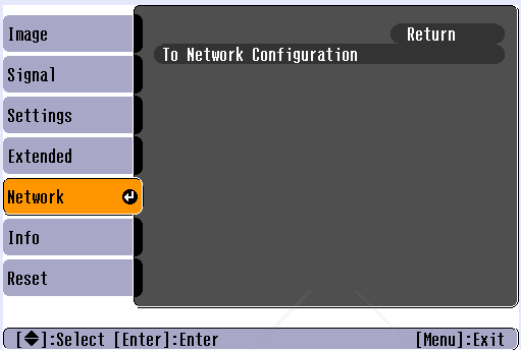 Image
Signal
Settings
Extended
Network
Info
Reset
Return
To Network Configuration
[◆]:Select [Enter]:Enter
[Menu]:Exit